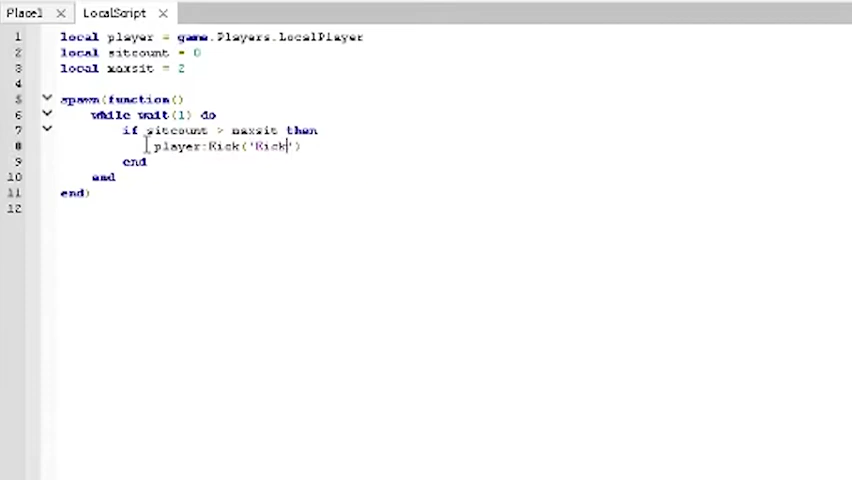 Place1 × LocalScript ×
1 local player = game.Players.LocalPlayer
2 local sitcount = 0
3 local maxsit = 2
4
5 spawn(function()
6 while wait(1) do
7 if sitcount > maxsit then
8 player:Kick('Kick')
9 end
10 end
11 end)
12